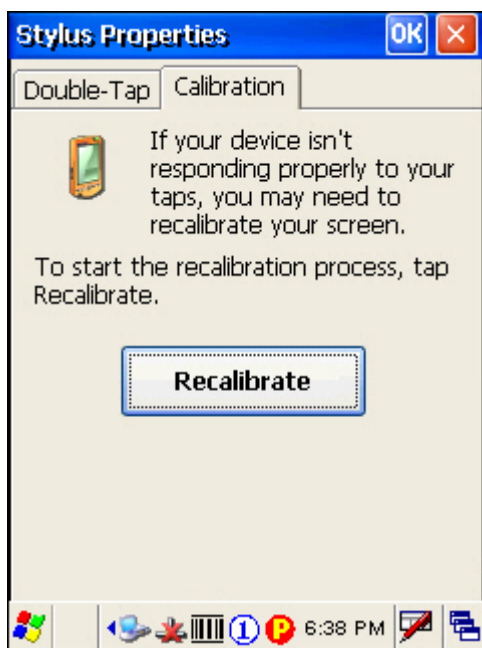 Stylus Properties OK
Double-Tap Calibration
If your device isn't
responding properly to your
taps, you may need to
recalibrate your screen.
To start the recalibration process, tap
Recalibrate.
Recalibrate
1 P 6:38 PM